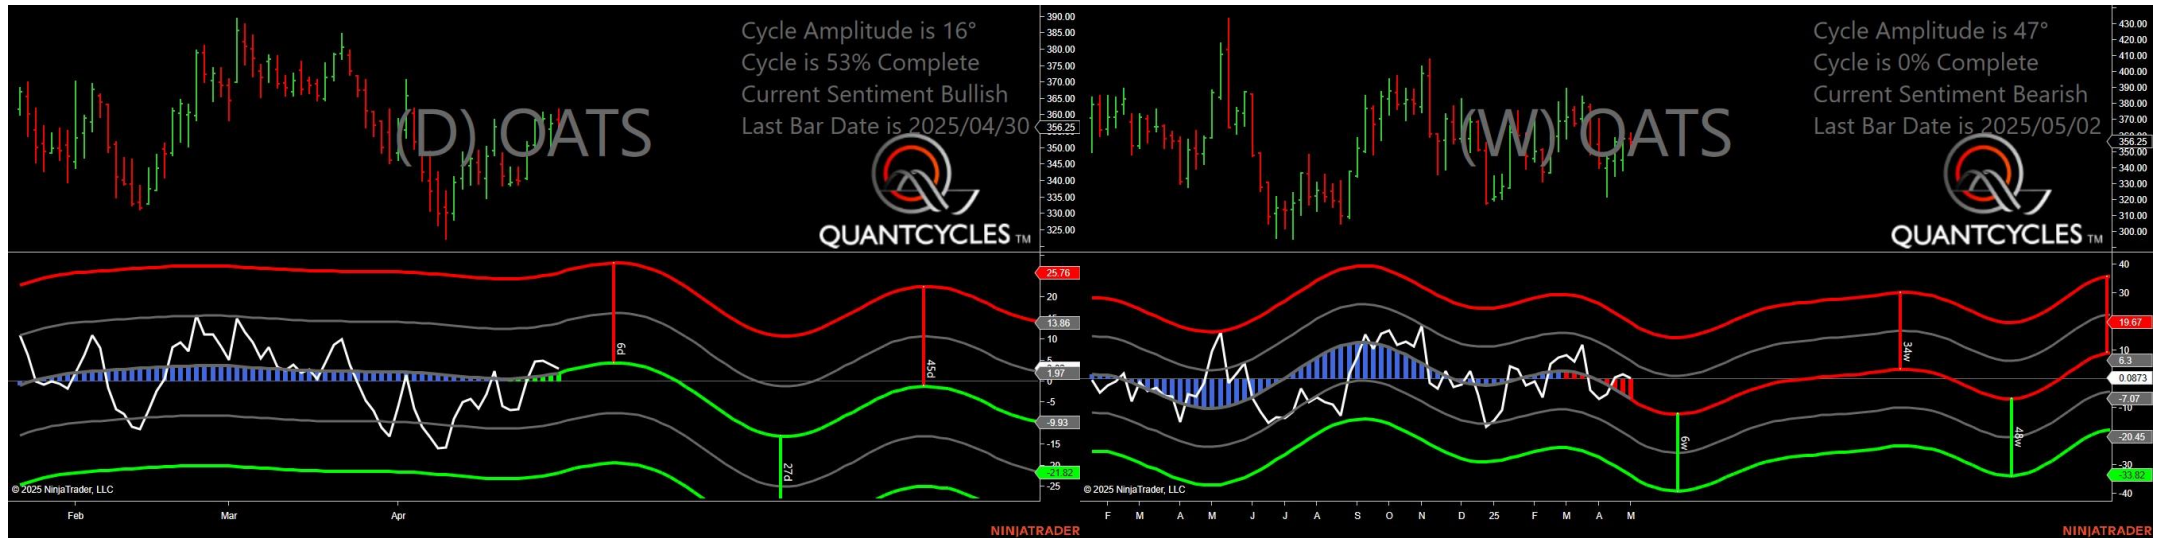 Cycle Amplitude is 16°
Cycle is 53% Complete
Current Sentiment Bullish
Last Bar Date is 2025/04/30
(D) OATS
QUANTCYCLES TM
390.00
385.00
380.00
375.00
370.00
365.00
360.00
356.25
350.00
345.00
340.00
335.00
330.00
325.00
25.76
20
13.86
10
5
1.97
0
-5
-9.93
-15
-21.82
-25
6d
27d
45d
© 2025 NinjaTrader, LLC
Feb Mar Apr
NINJATRADER
Cycle Amplitude is 47°
Cycle is 0% Complete
Current Sentiment Bearish
Last Bar Date is 2025/05/02
(W) OATS
QUANTCYCLES TM
430.00
420.00
410.00
400.00
390.00
380.00
370.00
356.25
350.00
340.00
330.00
320.00
310.00
300.00
40
30
19.67
10
6.3
0.0873
-7.07
-10
-20.45
-30
-33.82
-40
6w
34w
48w
© 2025 NinjaTrader, LLC
F M A M J J A S O N D 25 F M A M
NINJATRADER